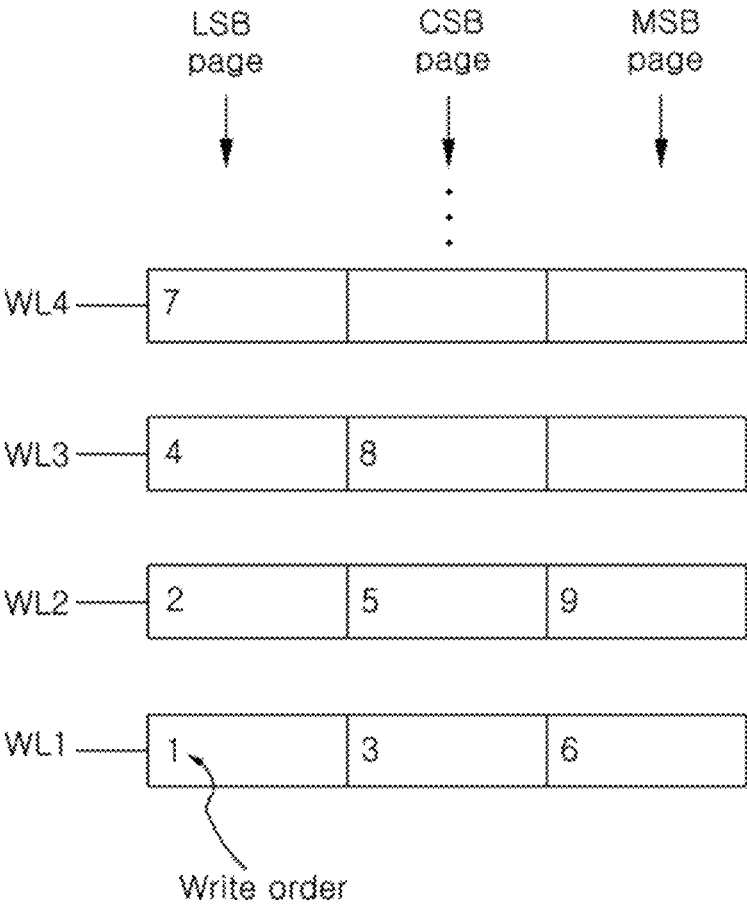 LSB page
CSB page
MSB page
WL4 7
WL3 4 8
WL2 2 5 9
WL1 1 3 6
Write order